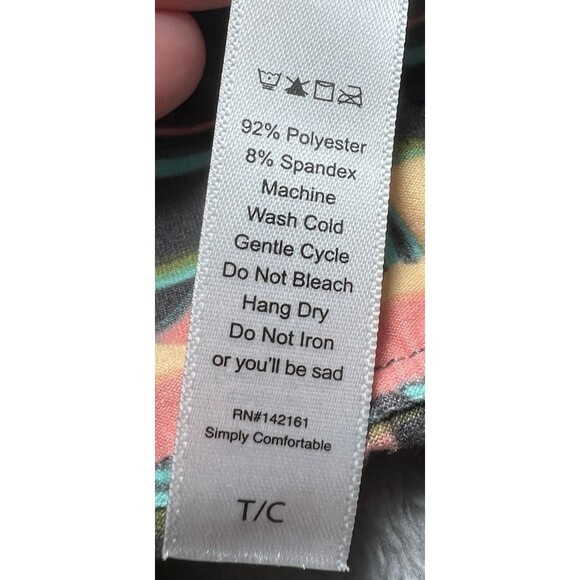 92% Polyester
8% Spandex
Machine
Wash Cold
Gentle Cycle
Do Not Bleach
Hang Dry
Do Not Iron
or you'll be sad
RN#142161
Simply Comfortable
T/C